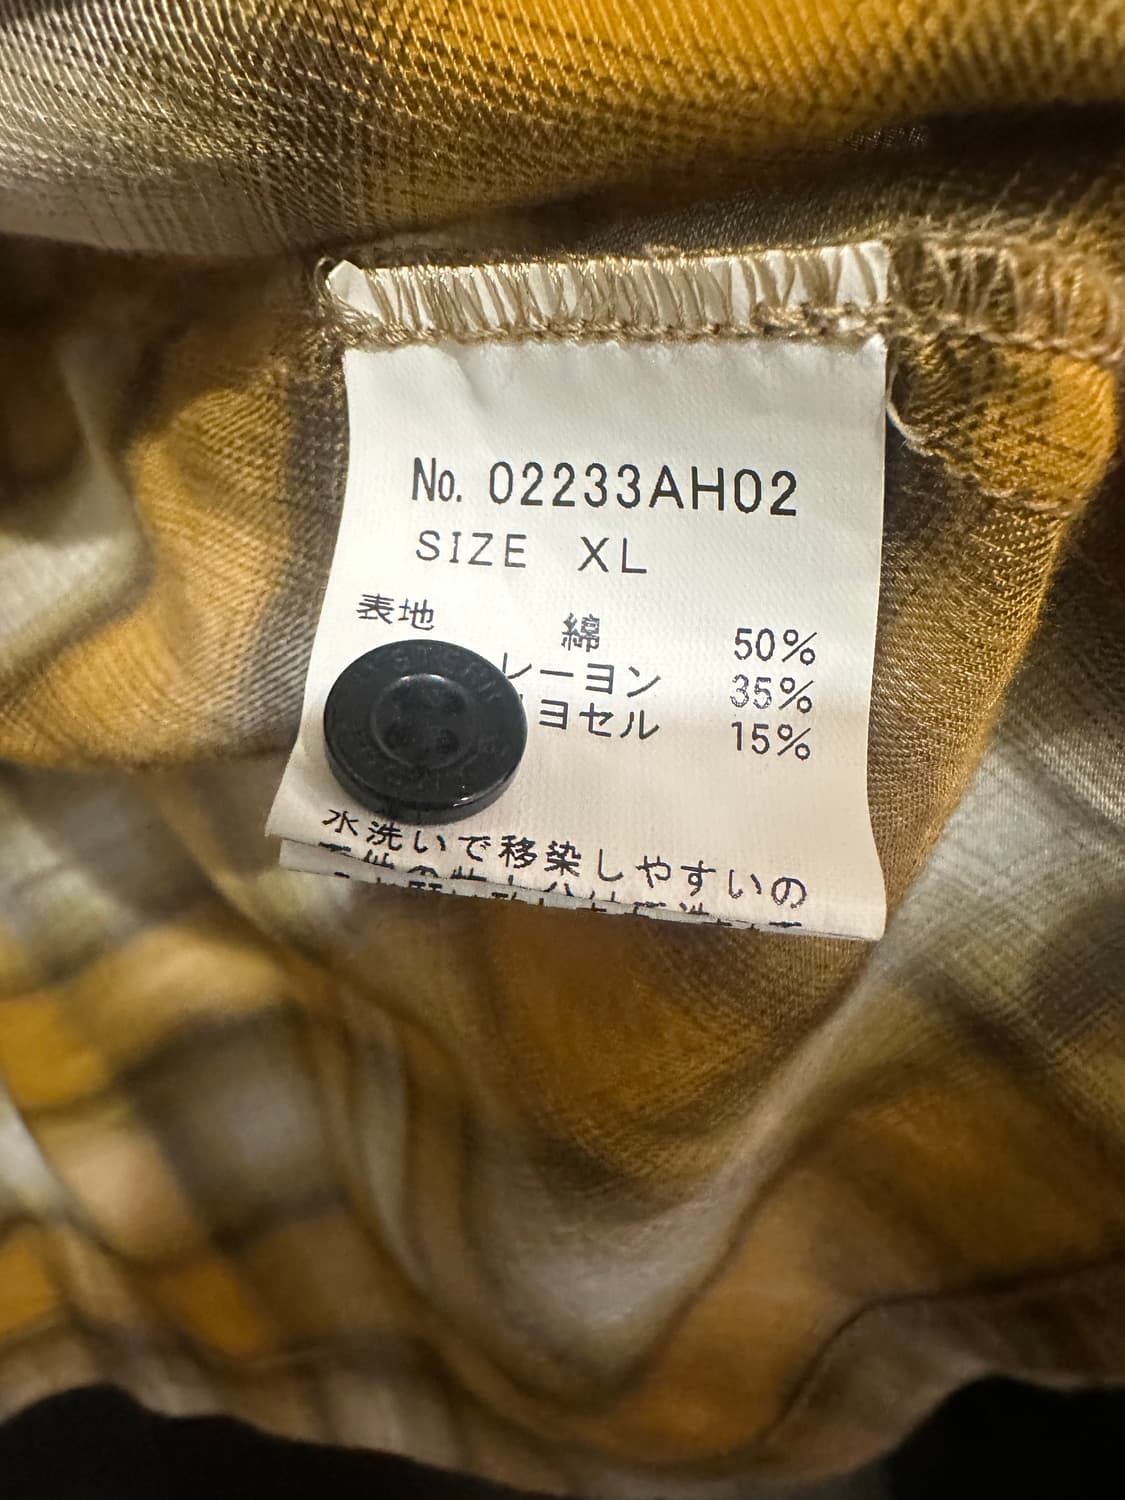 No. 02233AH02
SIZE XL
表地 綿 50%
レーヨン 35%
ヨセル 15%
水洗いで移染しやすいの